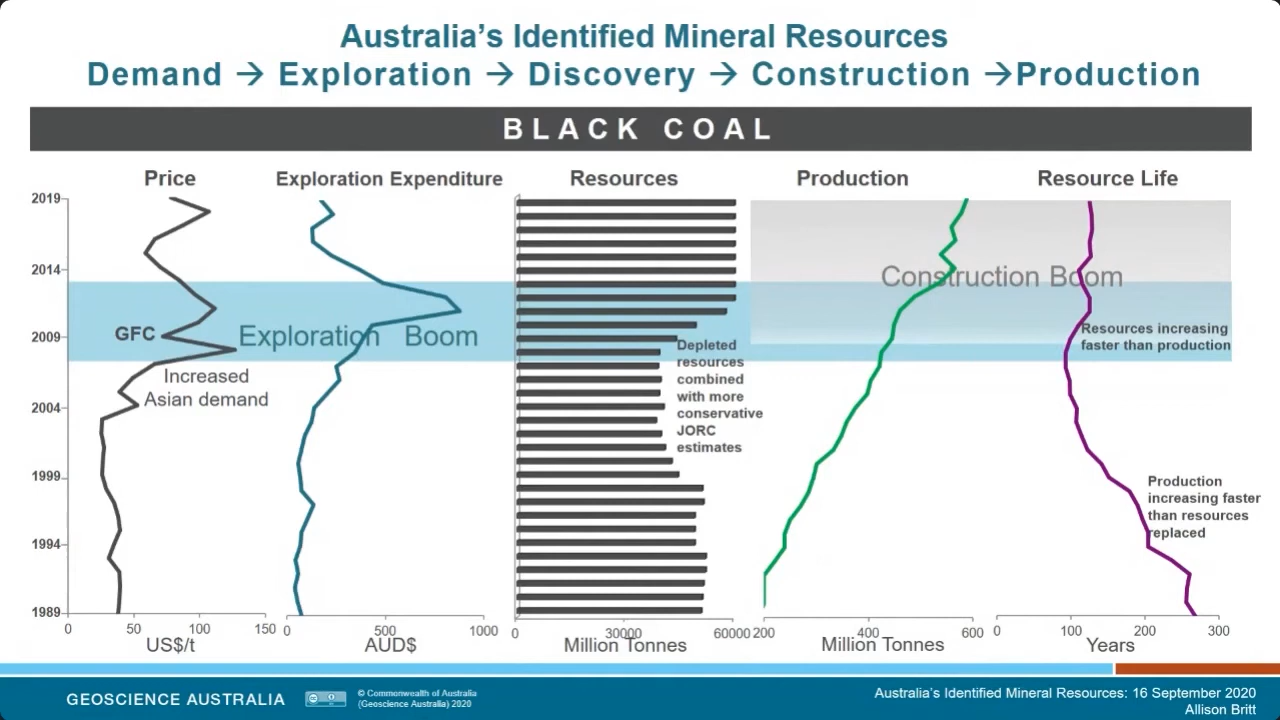 Australia’s Identified Mineral Resources
Demand → Exploration → Discovery → Construction →Production
BLACK COAL
Price
Exploration Expenditure
Resources
Production
Resource Life
2019
2014
2009
2004
1999
1994
1989
GFC
Exploration Boom
Increased
Asian demand
Depleted
resources
combined
with more
conservative
JORC
estimates
Construction Boom
Resources increasing
faster than production
Production
increasing faster
than resources
replaced
0 50 100 150
US$/t
0 500 1000
AUD$
0 30000 60000
Million Tonnes
200 400 600
Million Tonnes
0 100 200 300
Years
GEOSCIENCE AUSTRALIA
© Commonwealth of Australia
(Geoscience Australia) 2020
Australia’s Identified Mineral Resources: 16 September 2020
Allison Britt